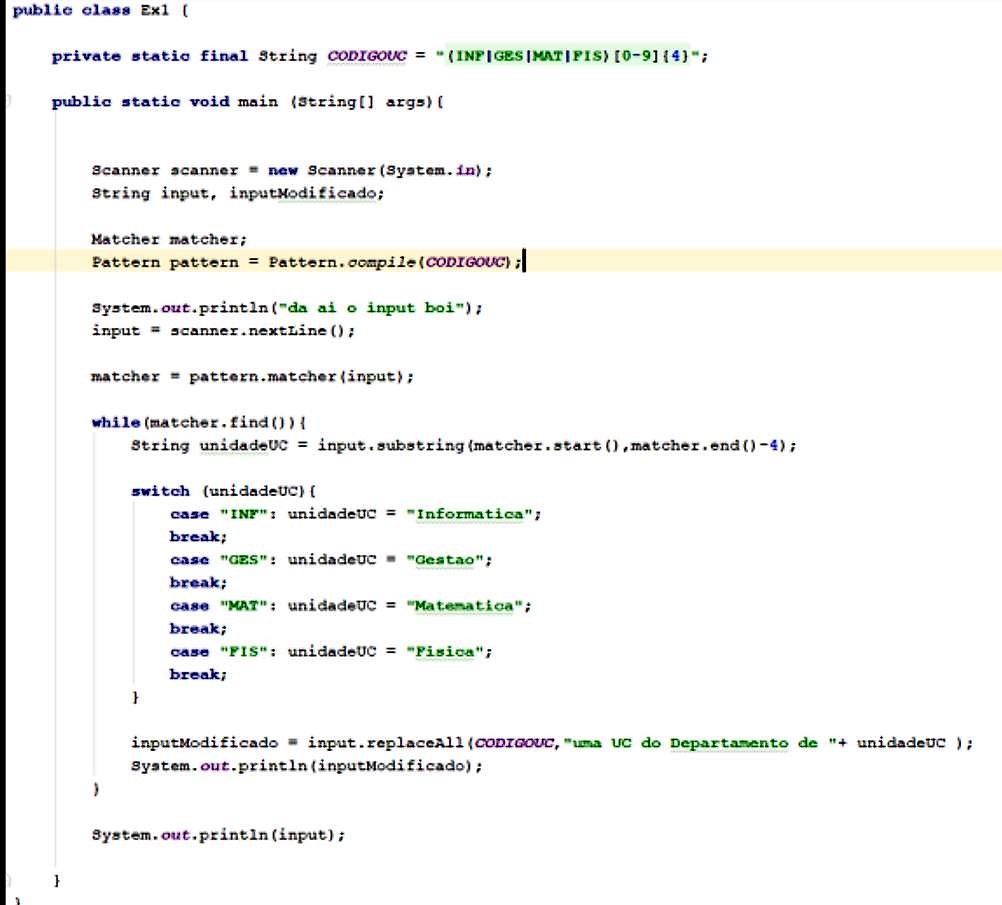 public class Ex1 {
private static final String CODIGOUC = "(INF|GES|MAT|FIS)[0-9]{4}";
public static void main (String[] args){
Scanner scanner = new Scanner(System.in);
String input, inputModificado;
Matcher matcher;
Pattern pattern = Pattern.compile(CODIGOUC);
System.out.println("da ai o input boi");
input = scanner.nextLine();
matcher = pattern.matcher(input);
while(matcher.find()){
String unidadeUC = input.substring(matcher.start(),matcher.end()-4);
switch (unidadeUC){
case "INF": unidadeUC = "Informatica";
break;
case "GES": unidadeUC = "Gestao";
break;
case "MAT": unidadeUC = "Matematica";
break;
case "FIS": unidadeUC = "Fisica";
break;
}
inputModificado = input.replaceAll(CODIGOUC,"uma UC do Departamento de "+ unidadeUC );
System.out.println(inputModificado);
}
System.out.println(input);
}
}